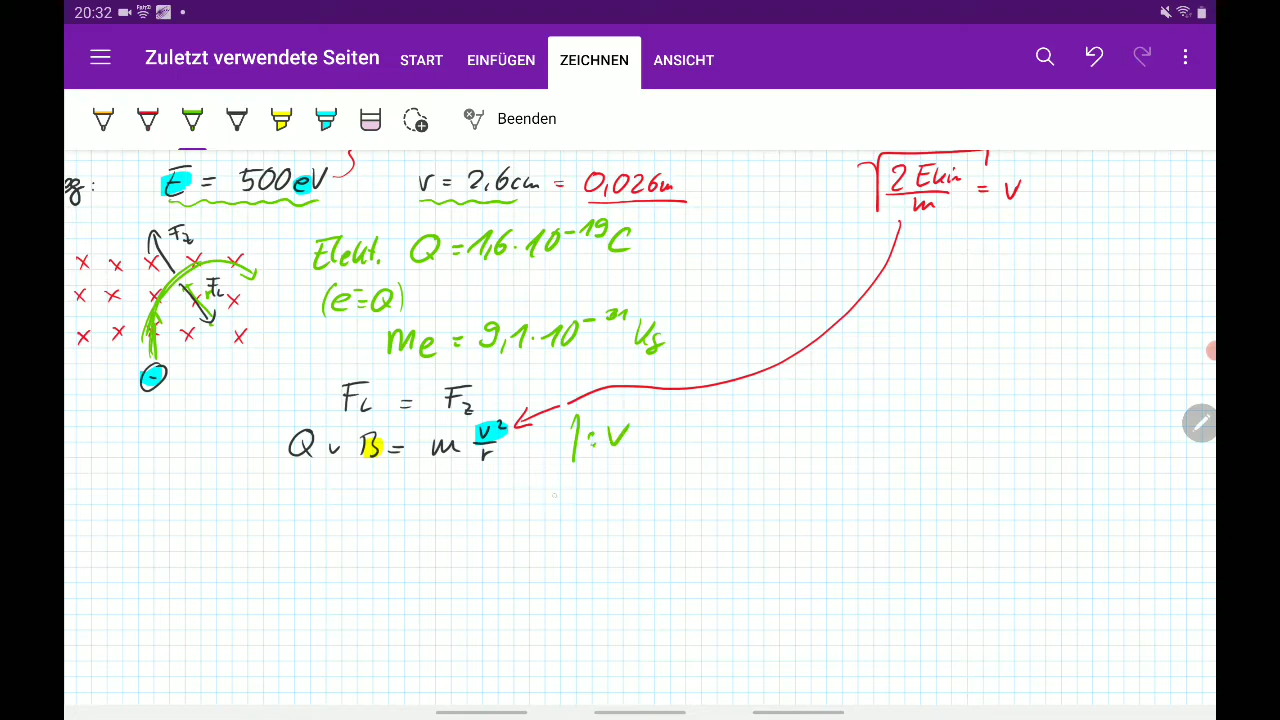 20:32
Zuletzt verwendete Seiten START EINFÜGEN ZEICHNEN ANSICHT
Beenden
E = 500eV r = 2,6cm = 0,026m
√(2 Ekin / m) = v
Elekt. Q = 1,6·10⁻¹⁹C
(e⁻=Q)
me = 9,1·10⁻³¹ kg
Fz
FL
x x x x x
x x x x x
x x x x x
-
FL = Fz
Q v B = m v²/r |:v